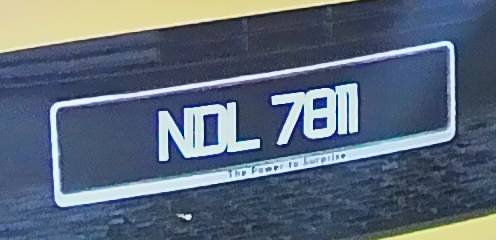 NDL 7811
The Power to Surprise